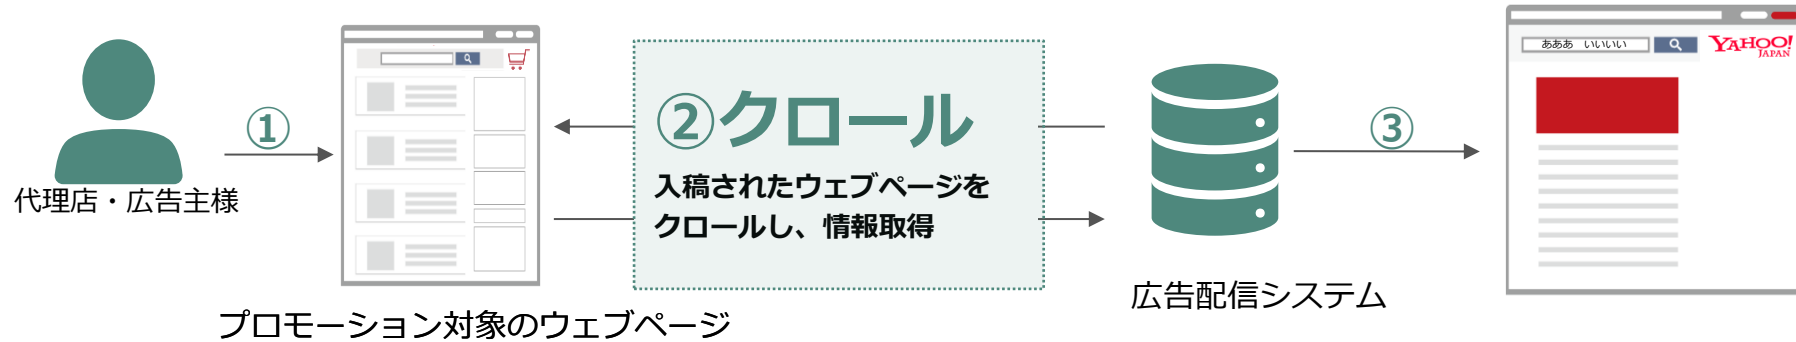 代理店・広告主様
①
プロモーション対象のウェブページ
②クロール
入稿されたウェブページを
クロールし、情報取得
広告配信システム
③
あああ いいいい
YAHOO!
JAPAN